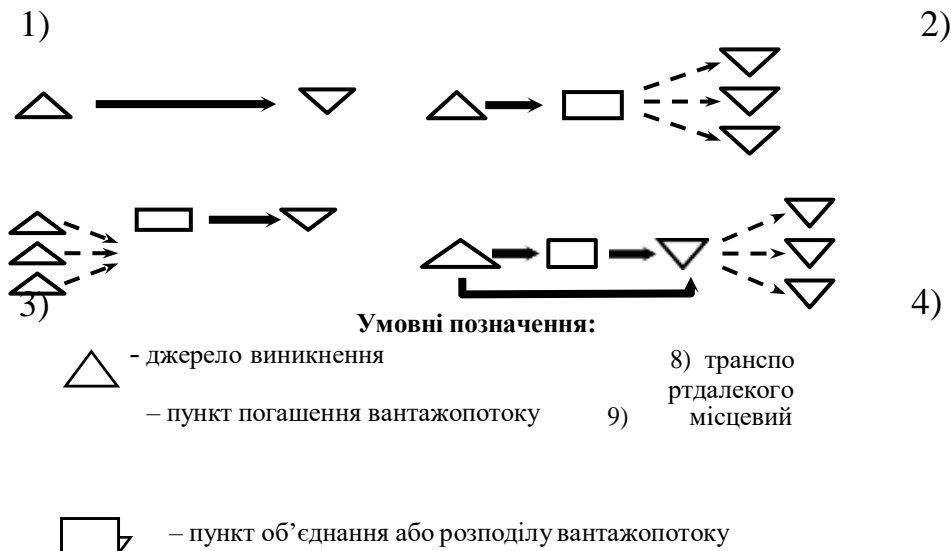 1) 2)
3) 4)
Умовні позначення:
- джерело виникнення 8) транспо
ртдалекого
– пункт погашення вантажопотоку 9) місцевий
– пункт об’єднання або розподілу вантажопотоку